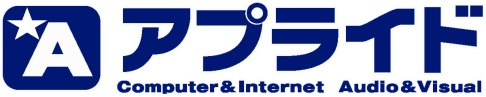 A アプライド
Computer&Internet Audio&Visual